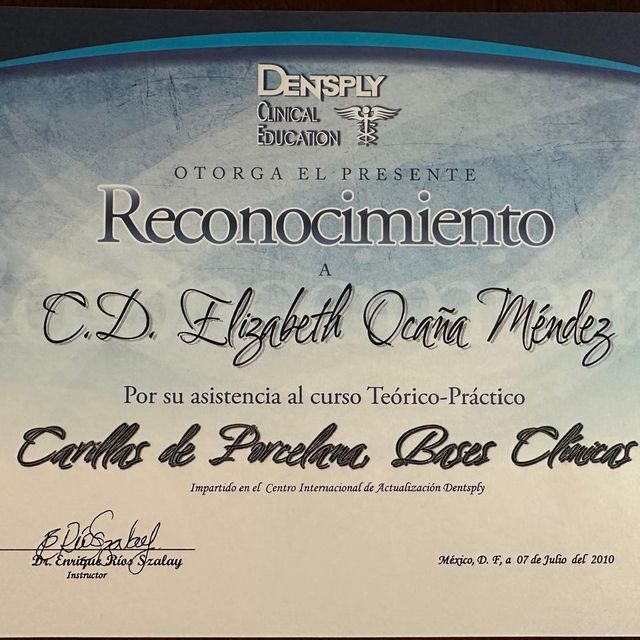 DENTSPLY
CLINICAL
EDUCATION
OTORGA EL PRESENTE
Reconocimiento
A
C.D. Elizabeth Ocaña Méndez
Por su asistencia al curso Teórico-Práctico
Carillas de Porcelana, Bases Clínicas
Impartido en el Centro Internacional de Actualización Dentsply
Dr. Enrique Ríos Szalay
Instructor
México, D. F, a 07 de Julio del 2010